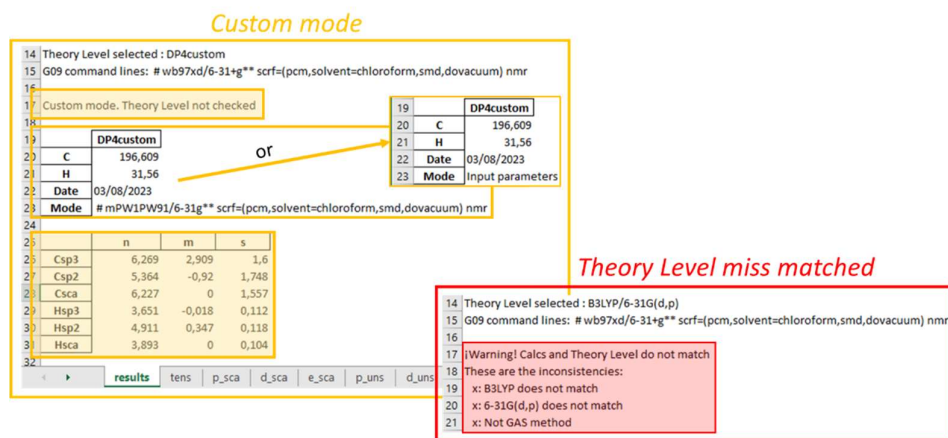 Custom mode
14 Theory Level selected : DP4custom
15 G09 command lines: # wb97xd/6-31+g** scrf=(pcm,solvent=chloroform,smd,dovacuum) nmr
16
17 Custom mode. Theory Level not checked
18
19 DP4custom
20 C 196,609
21 H 31,56
22 Date 03/08/2023
23 Mode # mPW1PW91/6-31g** scrf=(pcm,solvent=chloroform,smd,dovacuum) nmr
or
19 DP4custom
20 C 196,609
21 H 31,56
22 Date 03/08/2023
23 Mode Input parameters
24
25 n m s
26 Csp3 6,269 2,909 1,6
27 Csp2 5,364 -0,92 1,748
28 Csca 6,227 0 1,557
29 Hsp3 3,651 -0,018 0,112
30 Hsp2 4,911 0,347 0,118
31 Hsca 3,893 0 0,104
32
results tens p_sca d_sca e_sca p_uns d_uns
Theory Level miss matched
14 Theory Level selected : B3LYP/6-31G(d,p)
15 G09 command lines: # wb97xd/6-31+g** scrf=(pcm,solvent=chloroform,smd,dovacuum) nmr
16
17 ¡Warning! Calcs and Theory Level do not match
18 These are the inconsistencies:
19 x: B3LYP does not match
20 x: 6-31G(d,p) does not match
21 x: Not GAS method